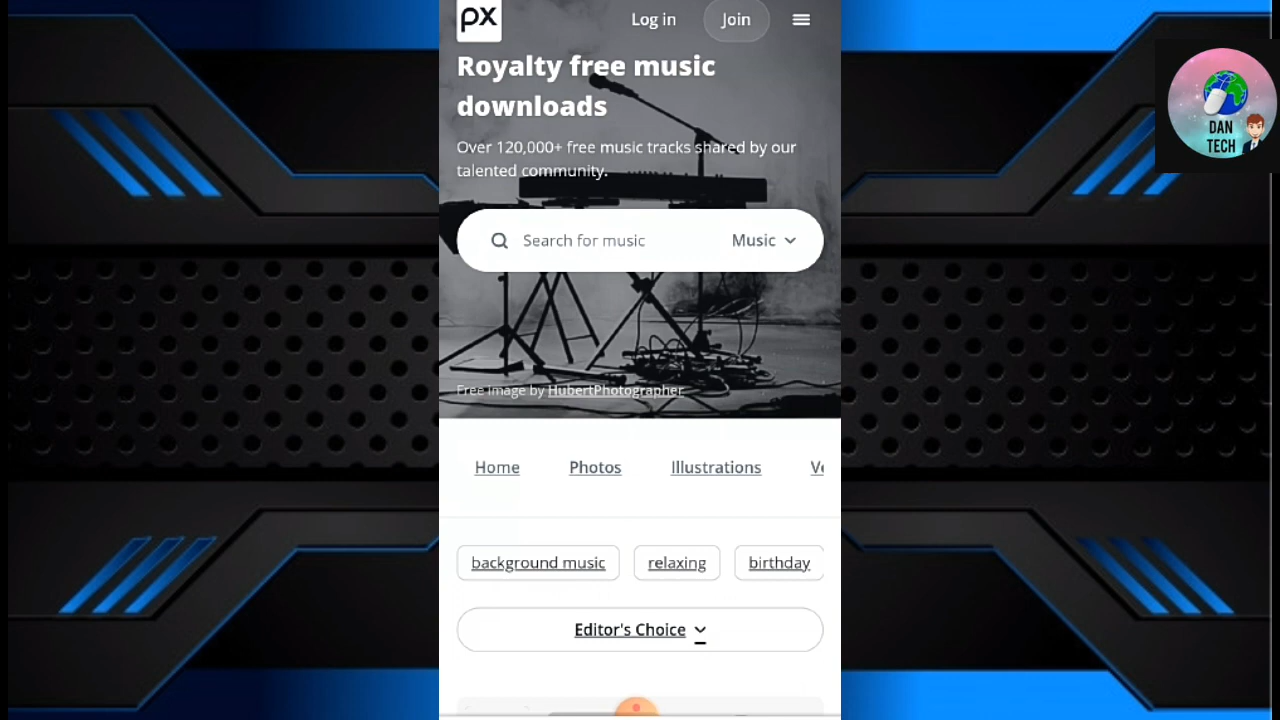 px
Log in
Join
Royalty free music
downloads
Over 120,000+ free music tracks shared by our
talented community.
Search for music
Music
Free image by HubertPhotographer
Home
Photos
Illustrations
background music
relaxing
birthday
Editor's Choice
DAN
TECH